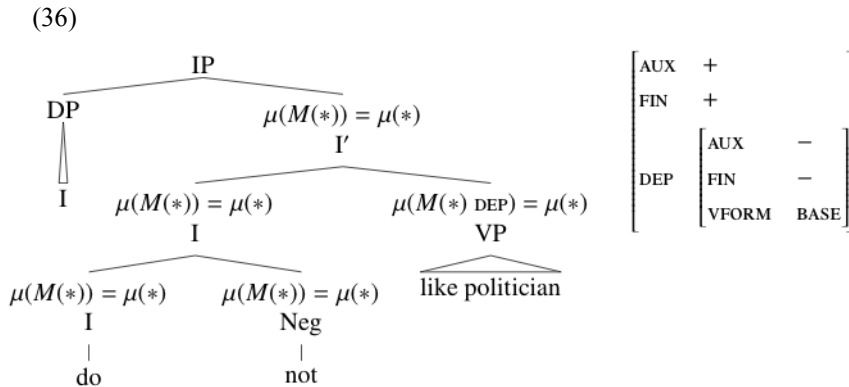 (36)
IP
DP μ(M(*)) = μ(*)
I′
I μ(M(*)) = μ(*) μ(M(*) DEP) = μ(*)
I VP
μ(M(*)) = μ(*) μ(M(*)) = μ(*) like politician
I Neg
do not
AUX +
FIN +
DEP AUX −
FIN −
VFORM BASE